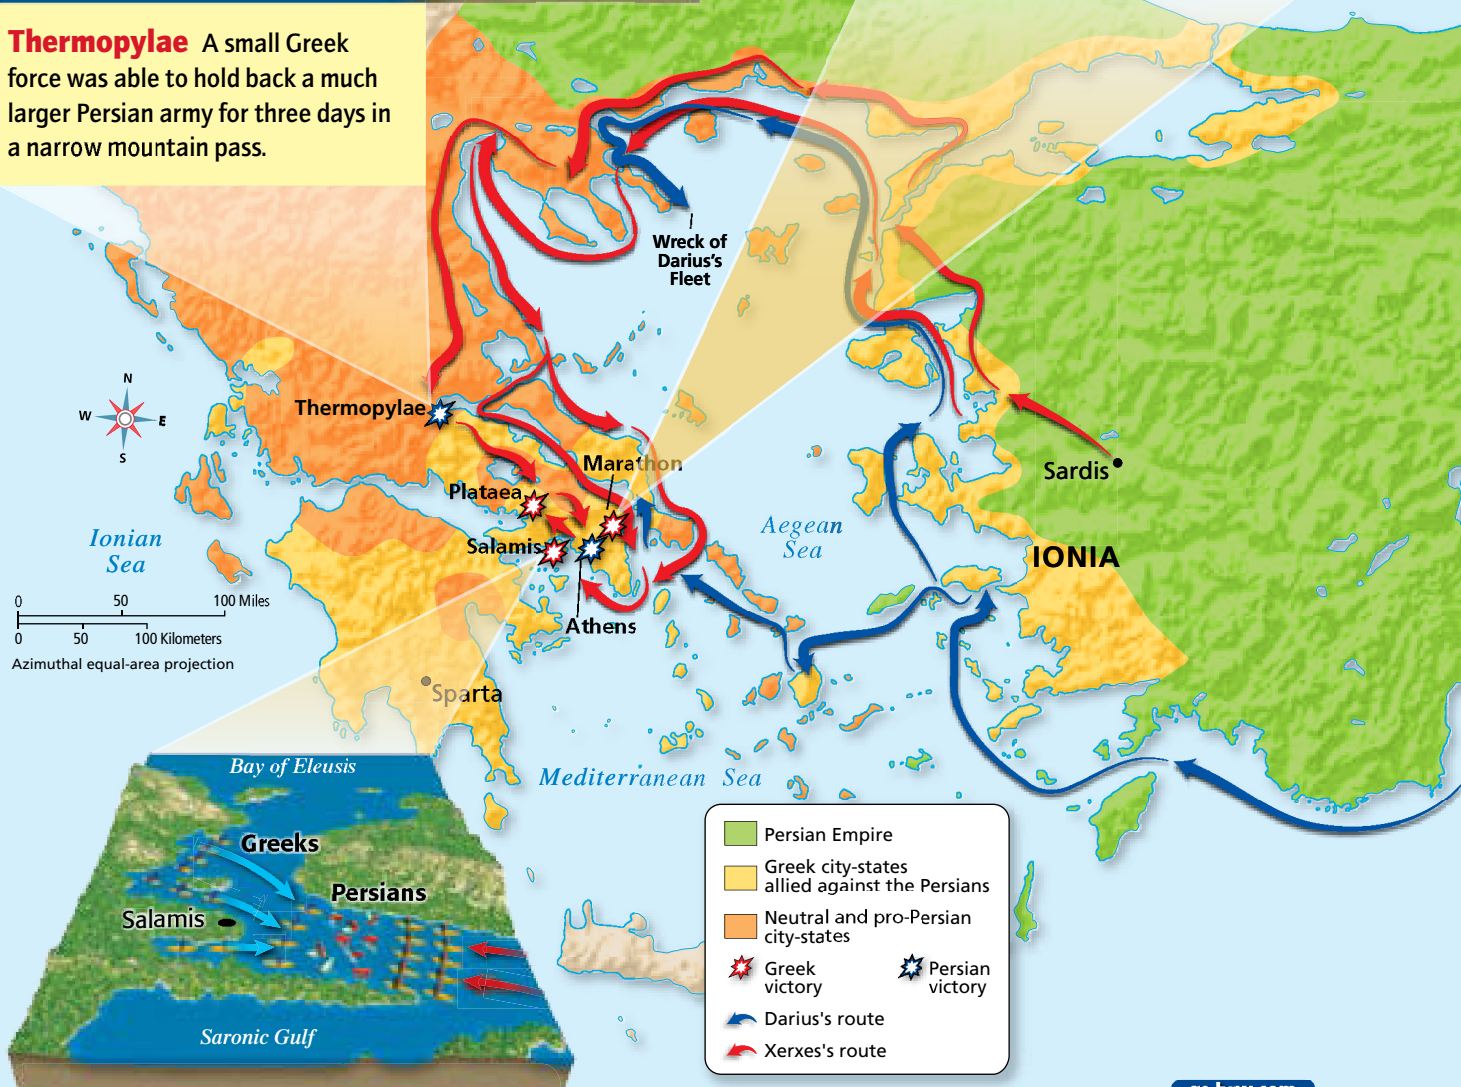 Thermopylae A small Greek
force was able to hold back a much
larger Persian army for three days in
a narrow mountain pass.
Wreck of
Darius's
Fleet
N
W E
S
Thermopylae
Marathon
Plataea
Salamis
Athens
Sparta
Sardis
IONIA
Aegean
Sea
Ionian
Sea
0 50 100 Miles
0 50 100 Kilometers
Azimuthal equal-area projection
Mediterranean Sea
Bay of Eleusis
Greeks
Persians
Salamis
Saronic Gulf
Persian Empire
Greek city-states
allied against the Persians
Neutral and pro-Persian
city-states
Greek
victory
Persian
victory
Darius's route
Xerxes's route